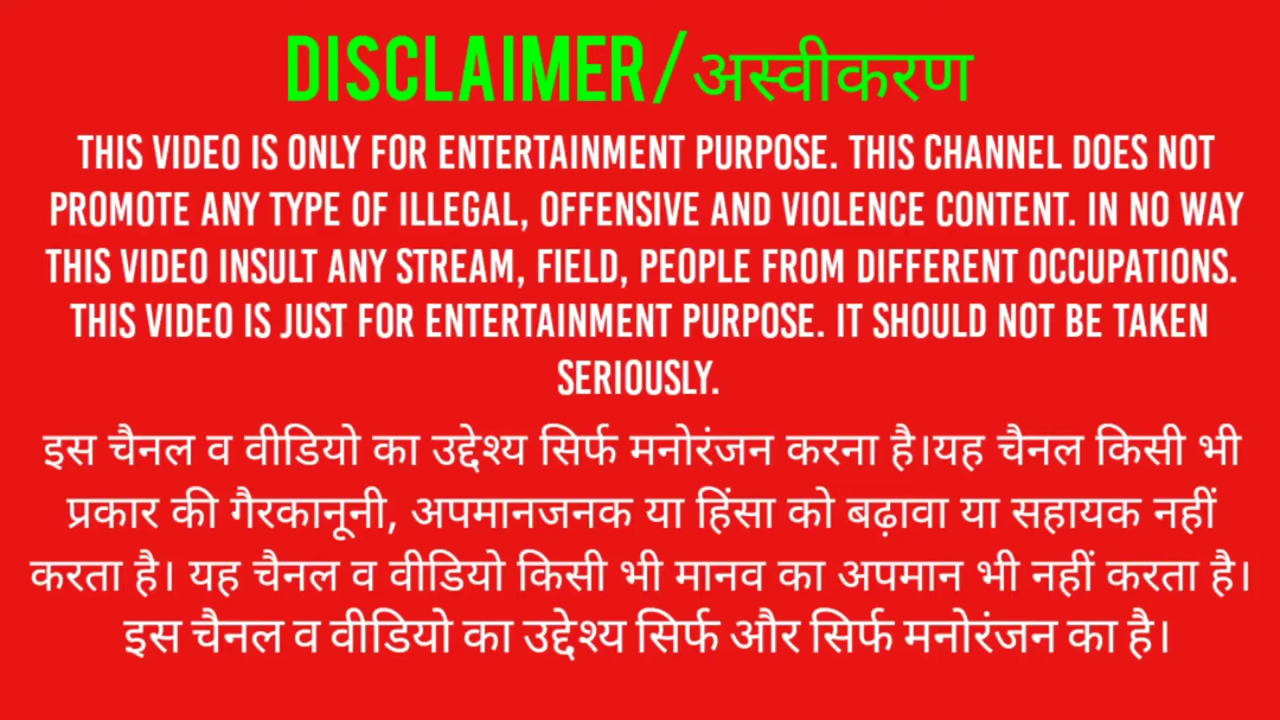 DISCLAIMER/अस्वीकरण
THIS VIDEO IS ONLY FOR ENTERTAINMENT PURPOSE. THIS CHANNEL DOES NOT
PROMOTE ANY TYPE OF ILLEGAL, OFFENSIVE AND VIOLENCE CONTENT. IN NO WAY
THIS VIDEO INSULT ANY STREAM, FIELD, PEOPLE FROM DIFFERENT OCCUPATIONS.
THIS VIDEO IS JUST FOR ENTERTAINMENT PURPOSE. IT SHOULD NOT BE TAKEN
SERIOUSLY.
इस चैनल व वीडियो का उद्देश्य सिर्फ मनोरंजन करना है।यह चैनल किसी भी
प्रकार की गैरकानूनी, अपमानजनक या हिंसा को बढ़ावा या सहायक नहीं
करता है। यह चैनल व वीडियो किसी भी मानव का अपमान भी नहीं करता है।
इस चैनल व वीडियो का उद्देश्य सिर्फ और सिर्फ मनोरंजन का है।